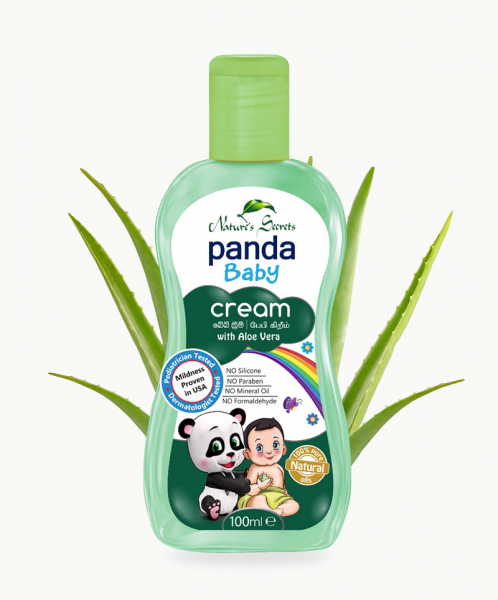 Nature's Secrets
panda
Baby
cream
බේබි ක්‍රීම් | பேபி கிறீம்
with Aloe Vera
Pediatrician Tested
Mildness
Proven
in USA
Dermatologist Tested
NO Silicone
NO Paraben
NO Mineral Oil
NO Formaldehyde
100% pure
Natural
oils
100ml e